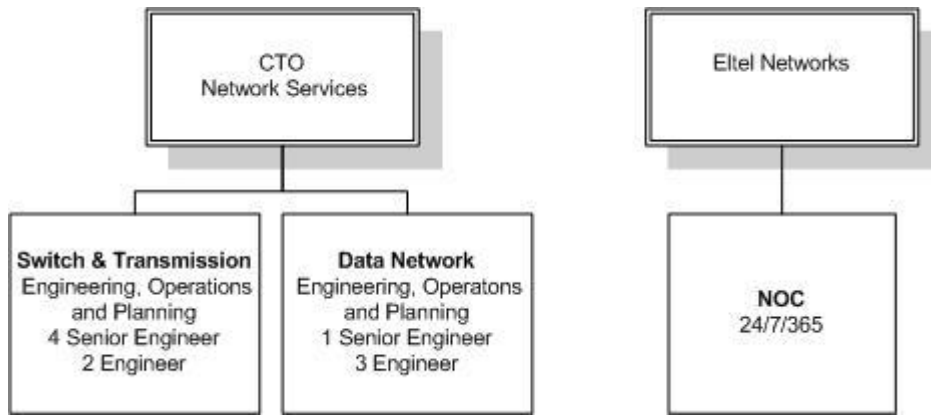 CTO
Network Services
Eltel Networks
Switch & Transmission
Engineering, Operations
and Planning
4 Senior Engineer
2 Engineer
Data Network
Engineering, Operatons
and Planning
1 Senior Engineer
3 Engineer
NOC
24/7/365